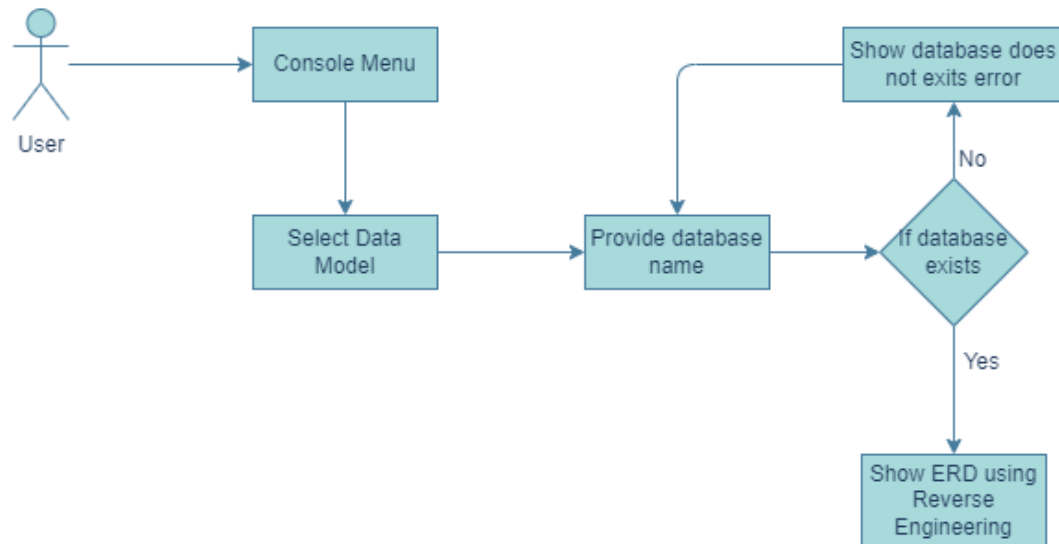 User
Console Menu
Select Data
Model
Provide database
name
If database
exists
No
Show database does
not exits error
Yes
Show ERD using
Reverse
Engineering